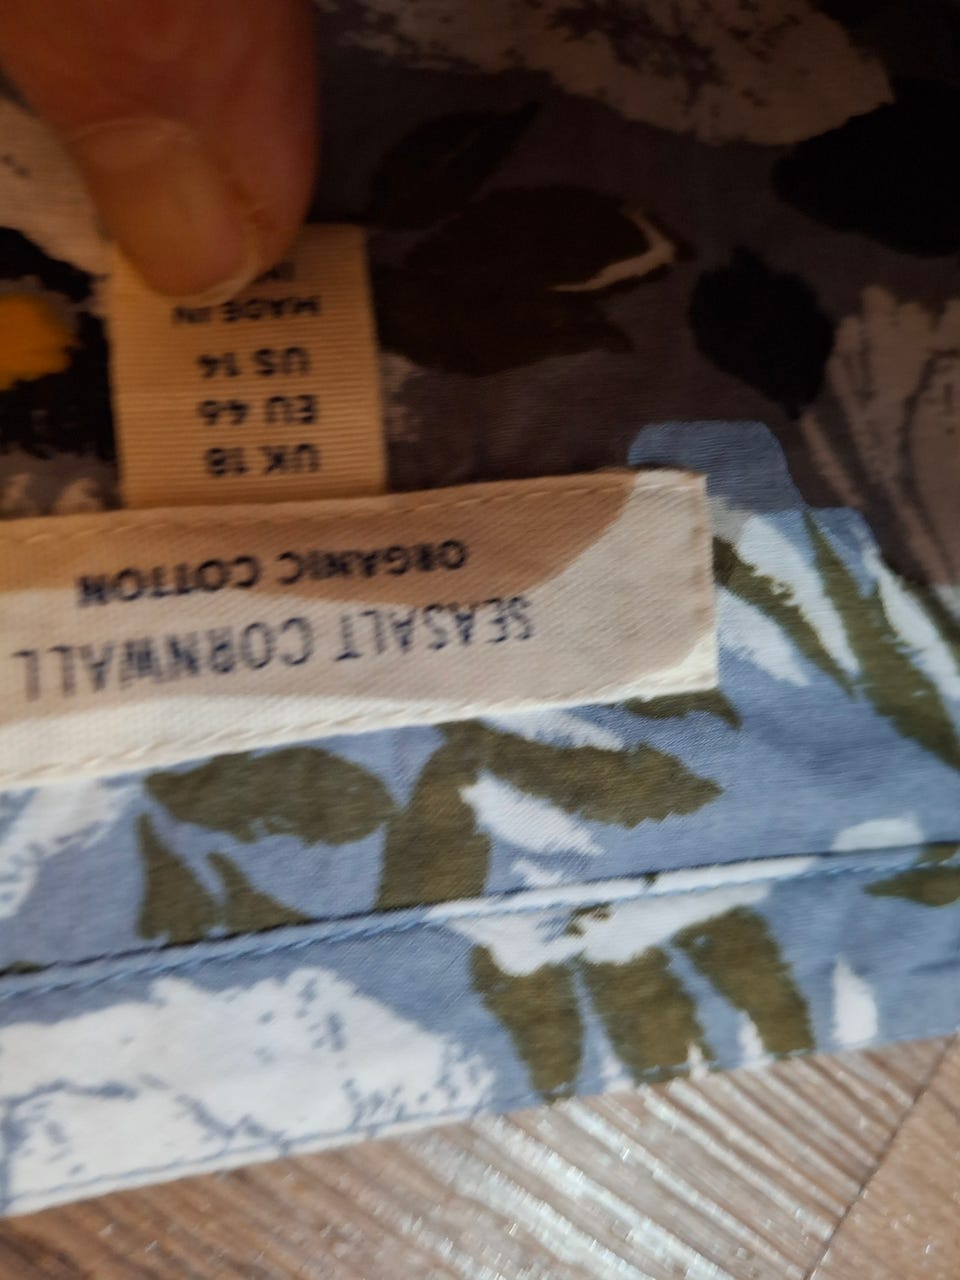 SEASALT CORNWALL
ORGANIC COTTON
UK 18
EU 46
US 14
MADE IN